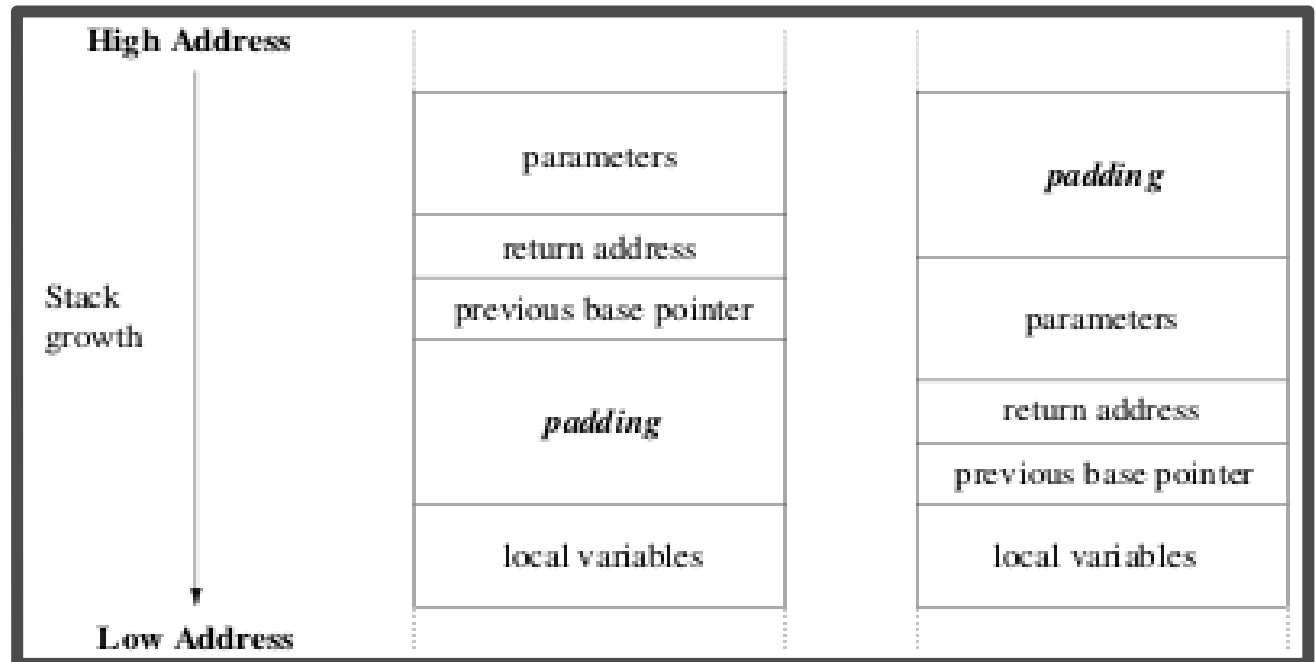 High Address
Stack
growth
Low Address
parameters
return address
previous base pointer
padding
local variables
padding
parameters
return address
previous base pointer
local variables